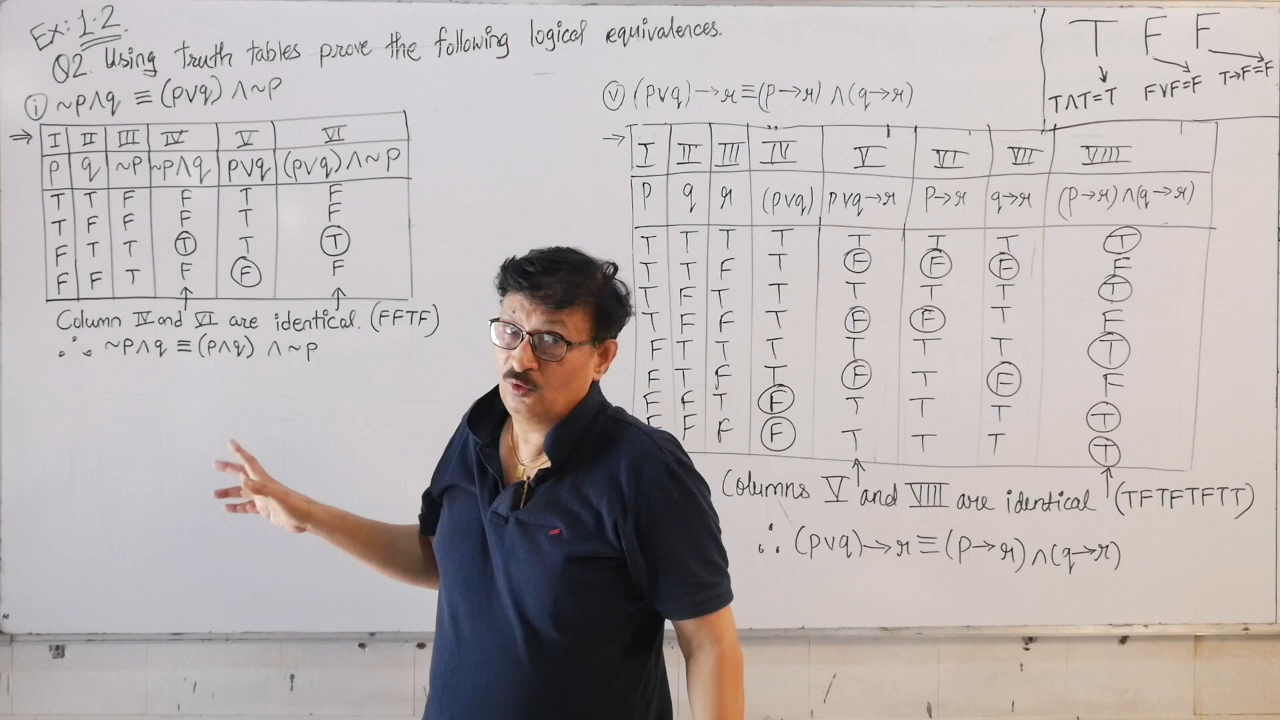 Ex: 1.2.
Q2. Using truth tables prove the following logical equivalences.
(i) ~p∧q ≡ (p∨q) ∧~p
⇒ I II III IV V VI
p q ~p ~p∧q p∨q (p∨q)∧~p
T T F F T F
T F F F T F
F T T T T T
F F T F F F
Column IV and VI are identical. (FFTF)
∴ ~p∧q ≡ (p∧q) ∧ ~p
(v) (p∨q)→r≡(p→r) ∧(q→r)
→ I II III IV V VI VII VIII
p q r (p∨q) p∨q→r p→r q→r (p→r)∧(q→r)
T T T T T T T T
T T F T F F F F
T F T T T T T T
T F F T F F T F
F T T T T T T T
F T F T F T F F
F F T F T T T T
F F F F T T T T
Columns V and VIII are identical (TFTFTFTT)
∴ (p∨q)→r≡(p→r)∧(q→r)
T F F
T∧T=T F∨F=F T→F=F